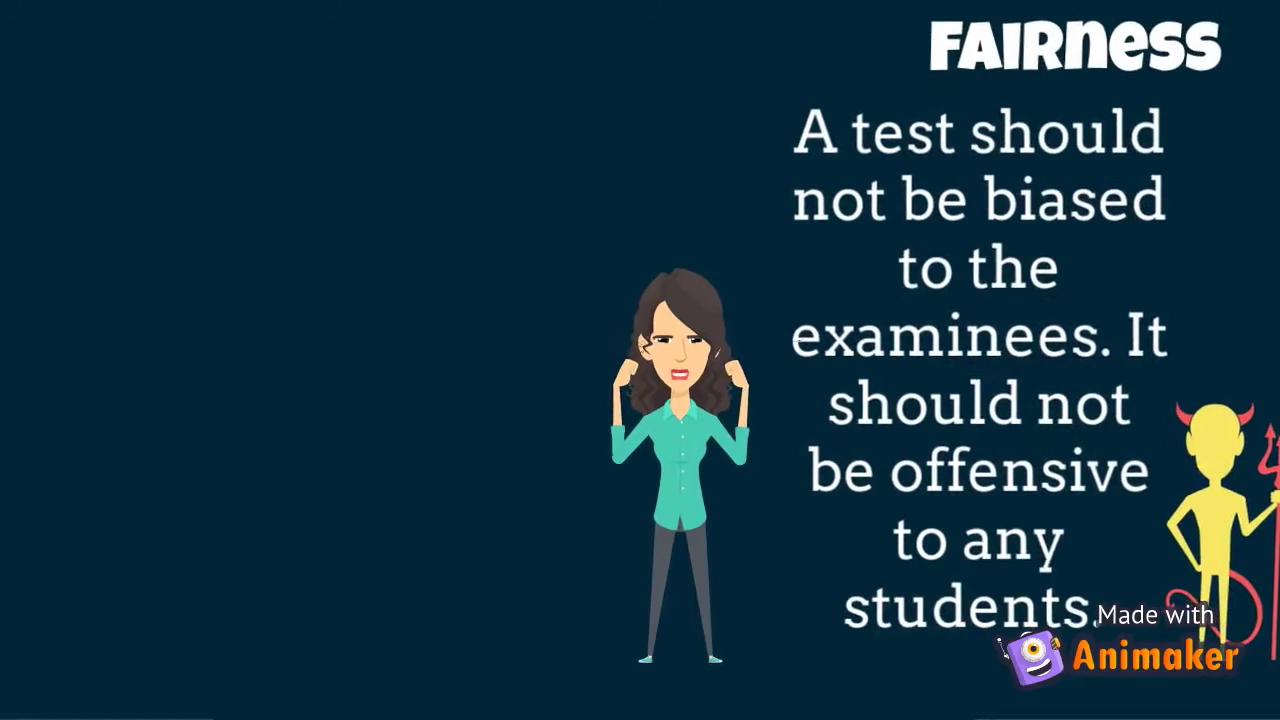 FAIRNESS
A test should
not be biased
to the
examinees. It
should not
be offensive
to any
students.
Made with
Animaker